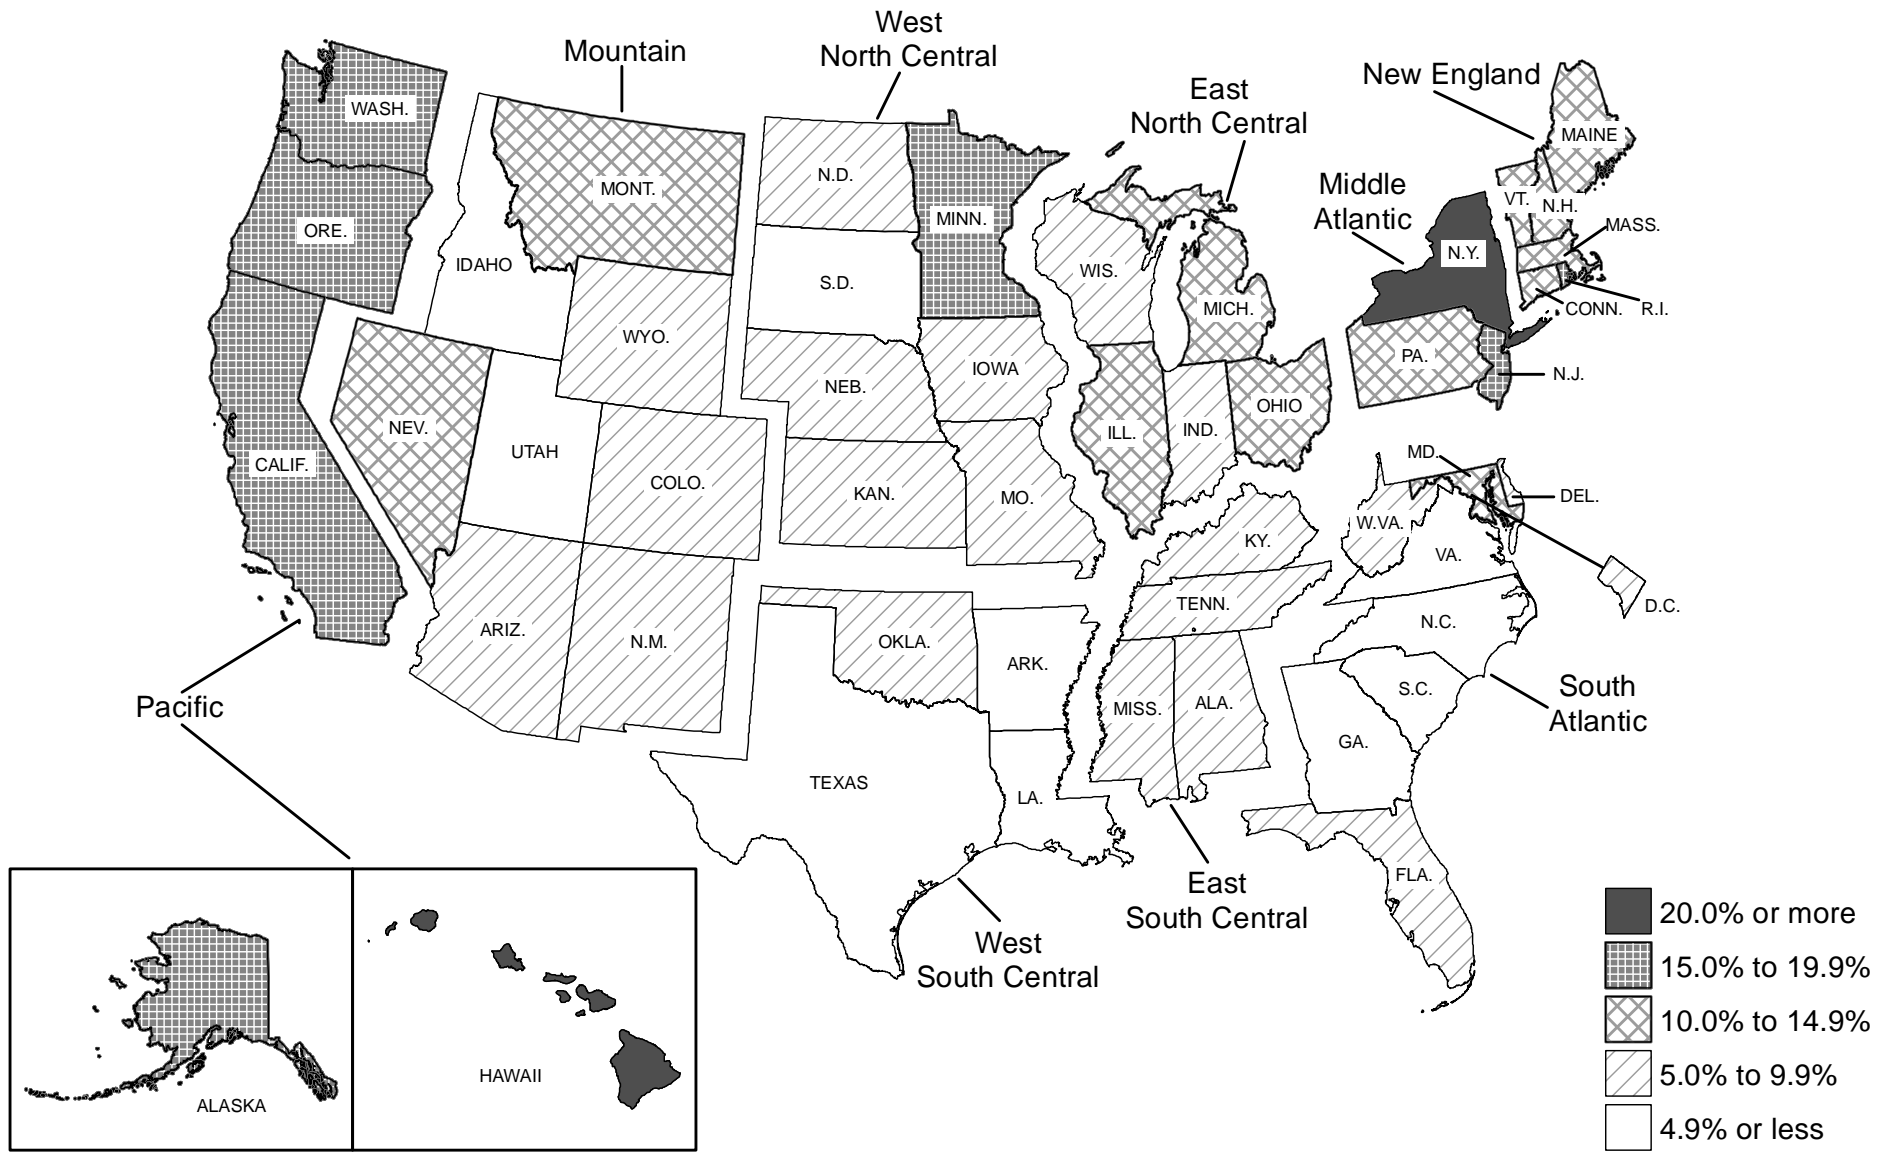 West
North Central
Mountain
New England
East
North Central
WASH.
MAINE
MONT.
N.D.
Middle
Atlantic
VT.
N.H.
MINN.
ORE.
MASS.
IDAHO
N.Y.
WIS.
S.D.
MICH.
CONN.
R.I.
WYO.
PA.
IOWA
N.J.
NEB.
OHIO
NEV.
ILL.
IND.
UTAH
MD.
CALIF.
COLO.
KAN.
MO.
DEL.
W.VA.
KY.
VA.
TENN.
D.C.
N.C.
ARIZ.
N.M.
OKLA.
ARK.
S.C.
South
Atlantic
Pacific
MISS.
ALA.
GA.
TEXAS
LA.
FLA.
East
South Central
West
South Central
HAWAII
ALASKA
20.0% or more
15.0% to 19.9%
10.0% to 14.9%
5.0% to 9.9%
4.9% or less